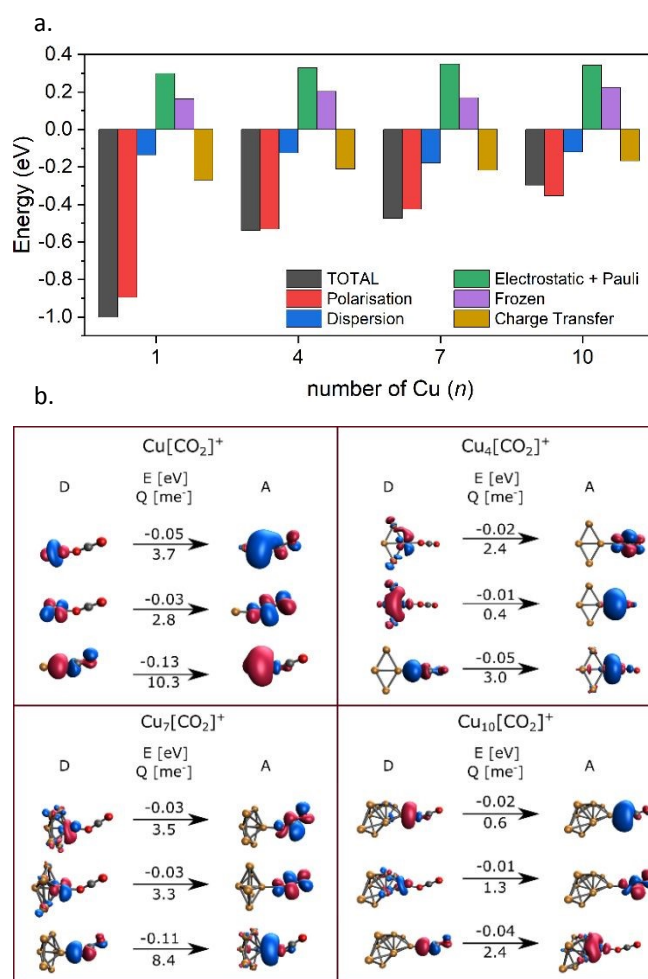 a.
Energy (eV)
0.4
0.2
0.0
-0.2
-0.4
-0.6
-0.8
-1.0
TOTAL
Polarisation
Dispersion
Electrostatic + Pauli
Frozen
Charge Transfer
1 4 7 10
number of Cu (n)
b.
Cu[CO₂]⁺
D E [eV] A
Q [me⁻]
-0.05
3.7
-0.03
2.8
-0.13
10.3
Cu₄[CO₂]⁺
D E [eV] A
Q [me⁻]
-0.02
2.4
-0.01
0.4
-0.05
3.0
Cu₇[CO₂]⁺
D E [eV] A
Q [me⁻]
-0.03
3.5
-0.03
3.3
-0.11
8.4
Cu₁₀[CO₂]⁺
D E [eV] A
Q [me⁻]
-0.02
0.6
-0.01
1.3
-0.04
2.4